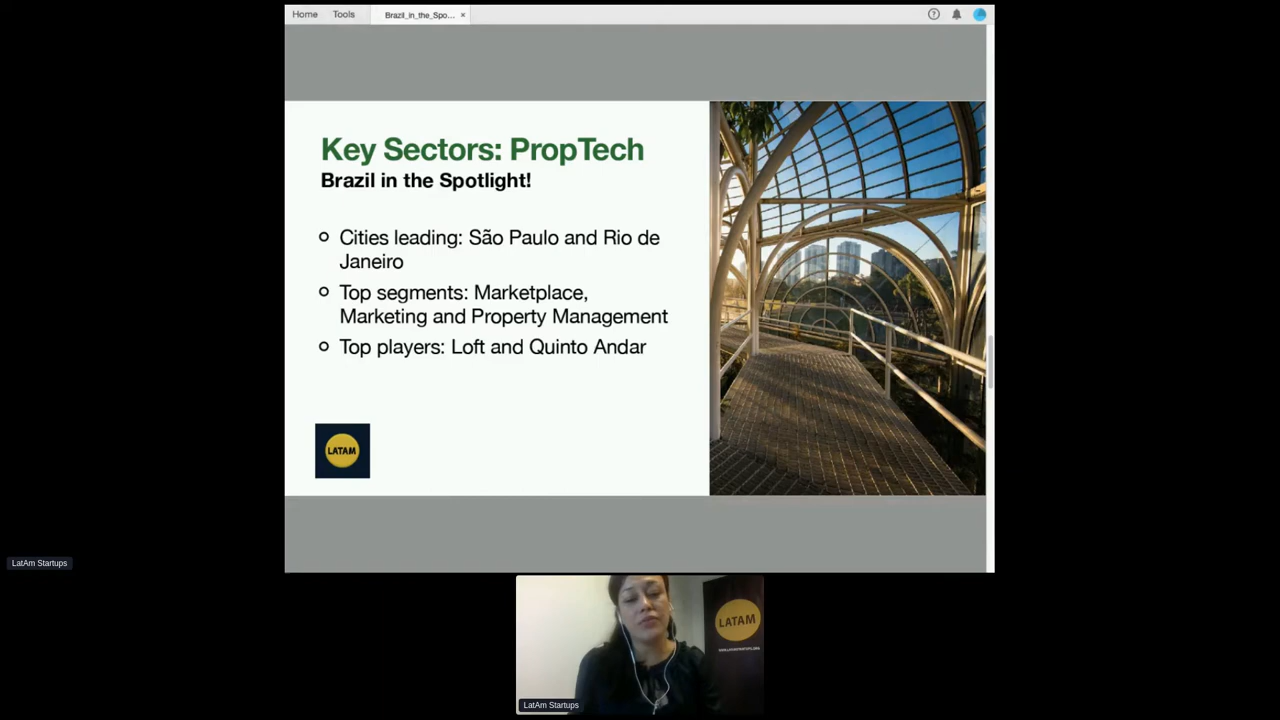 Home Tools Brazil_in_the_Spo... ×
Key Sectors: PropTech
Brazil in the Spotlight!
Cities leading: São Paulo and Rio de
Janeiro
Top segments: Marketplace,
Marketing and Property Management
Top players: Loft and Quinto Andar
LATAM
LatAm Startups
LATAM
LatAm Startups